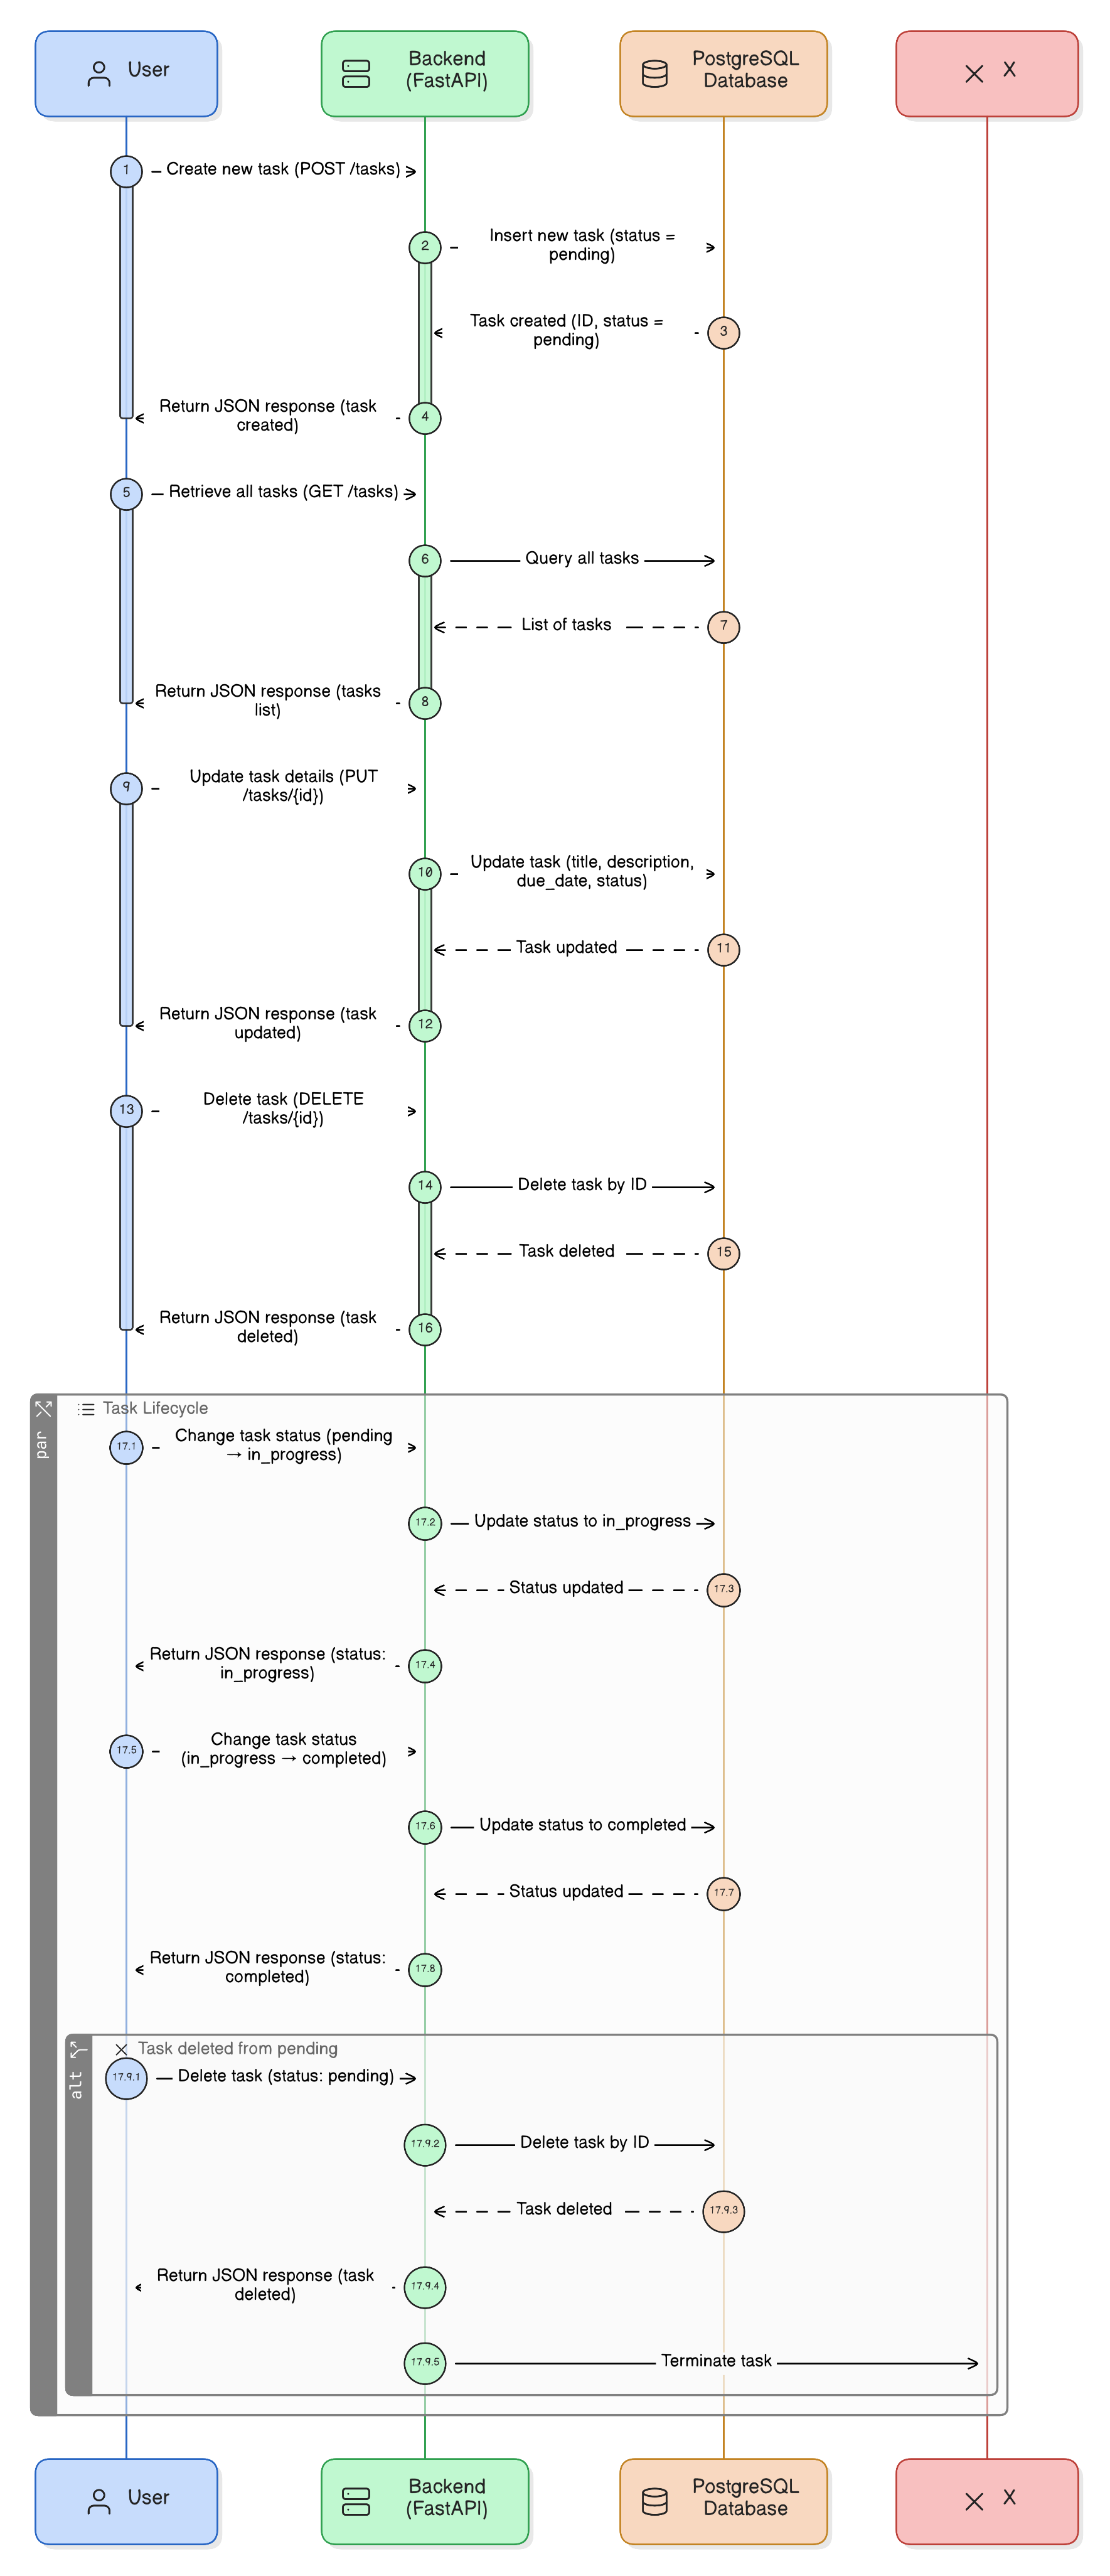 User
Backend
(FastAPI)
PostgreSQL
Database
X
1
Create new task (POST /tasks)
2
Insert new task (status =
pending)
Task created (ID, status =
pending)
3
Return JSON response (task
created)
4
5
Retrieve all tasks (GET /tasks)
6
Query all tasks
List of tasks
7
Return JSON response (tasks
list)
8
9
Update task details (PUT
/tasks/{id})
10
Update task (title, description,
due_date, status)
Task updated
11
Return JSON response (task
updated)
12
13
Delete task (DELETE
/tasks/{id})
14
Delete task by ID
Task deleted
15
Return JSON response (task
deleted)
16
par
Task Lifecycle
17.1
Change task status (pending
→ in_progress)
17.2
Update status to in_progress
Status updated
17.3
Return JSON response (status:
in_progress)
17.4
17.5
Change task status
(in_progress → completed)
17.6
Update status to completed
Status updated
17.7
Return JSON response (status:
completed)
17.8
alt
Task deleted from pending
17.9.1
Delete task (status: pending)
17.9.2
Delete task by ID
Task deleted
17.9.3
Return JSON response (task
deleted)
17.9.4
17.9.5
Terminate task
User
Backend
(FastAPI)
PostgreSQL
Database
X